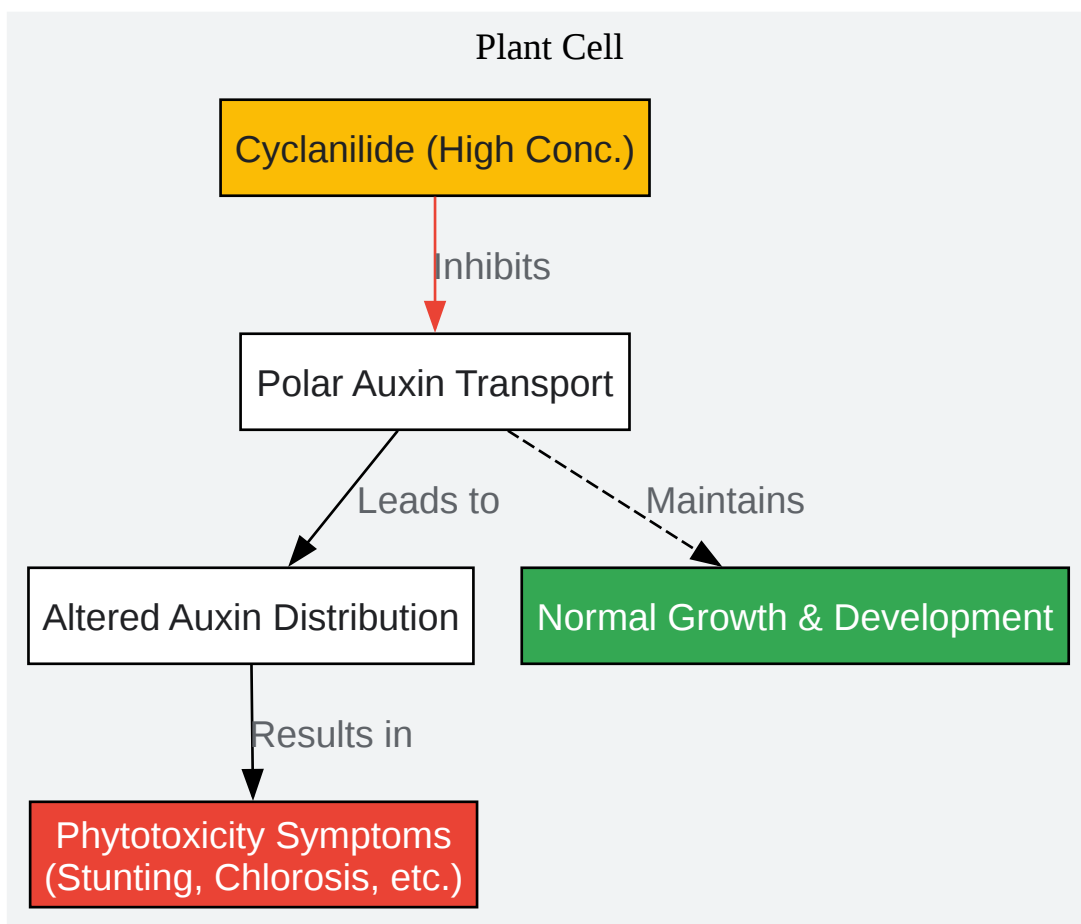 Plant Cell
Cyclanilide (High Conc.)
Inhibits
Polar Auxin Transport
Leads to
Maintains
Altered Auxin Distribution
Normal Growth & Development
Results in
Phytotoxicity Symptoms
(Stunting, Chlorosis, etc.)